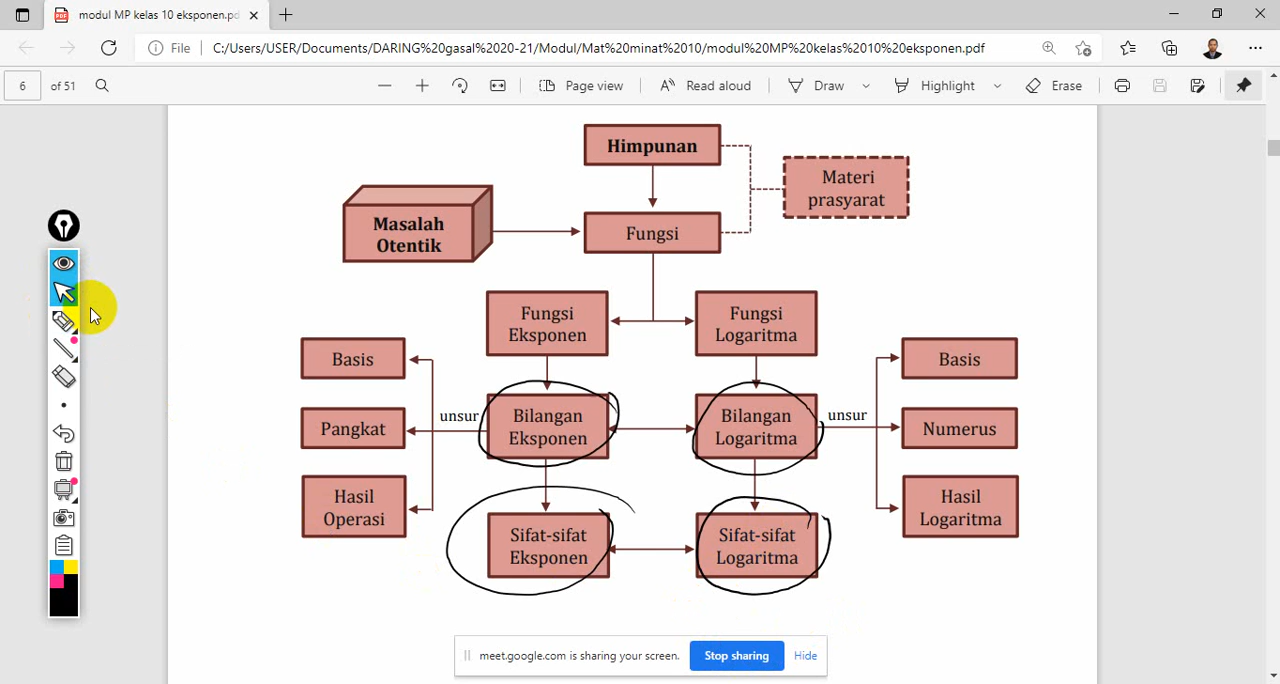 modul MP kelas 10 eksponen.pd
File
C:/Users/USER/Documents/DARING%20gasal%2020-21/Modul/Mat%20minat%2010/modul%20MP%20kelas%2010%20eksponen.pdf
6 of 51
Page view
Read aloud
Draw
Highlight
Erase
Himpunan
Materi
prasyarat
Masalah
Otentik
Fungsi
Fungsi
Eksponen
Fungsi
Logaritma
Basis
Basis
unsur
Bilangan
Eksponen
Bilangan
Logaritma
unsur
Pangkat
Numerus
Hasil
Operasi
Hasil
Logaritma
Sifat-sifat
Eksponen
Sifat-sifat
Logaritma
meet.google.com is sharing your screen.
Stop sharing
Hide